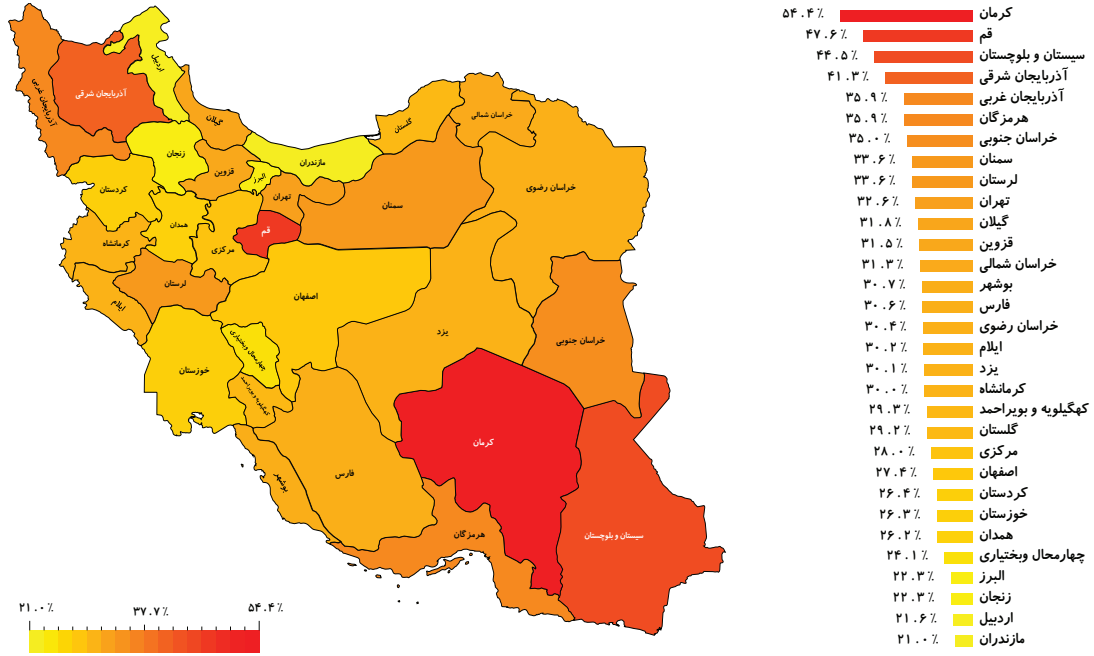 آذربایجان غربی
آذربایجان شرقی
اردبیل
گیلان
زنجان
مازندران
گلستان
خراسان شمالی
خراسان رضوی
کردستان
قزوین
البرز
تهران
سمنان
همدان
کرمانشاه
مرکزی
قم
لرستان
ایلام
اصفهان
یزد
خراسان جنوبی
چهارمحال وبختیاری
خوزستان
کهگیلویه و بویراحمد
کرمان
فارس
بوشهر
هرمزگان
سیستان و بلوچستان
۲۱.۰٪ ۳۷.۷٪ ۵۴.۴٪
کرمان ۵۴.۴٪
قم ۴۷.۶٪
سیستان و بلوچستان ۴۴.۵٪
آذربایجان شرقی ۴۱.۳٪
آذربایجان غربی ۳۵.۹٪
هرمزگان ۳۵.۹٪
خراسان جنوبی ۳۵.۰٪
سمنان ۳۳.۶٪
لرستان ۳۳.۶٪
تهران ۳۲.۶٪
گیلان ۳۱.۸٪
قزوین ۳۱.۵٪
خراسان شمالی ۳۱.۳٪
بوشهر ۳۰.۷٪
فارس ۳۰.۶٪
خراسان رضوی ۳۰.۴٪
ایلام ۳۰.۲٪
یزد ۳۰.۱٪
کرمانشاه ۳۰.۰٪
کهگیلویه و بویراحمد ۲۹.۳٪
گلستان ۲۹.۲٪
مرکزی ۲۸.۰٪
اصفهان ۲۷.۴٪
کردستان ۲۶.۴٪
خوزستان ۲۶.۳٪
همدان ۲۶.۲٪
چهارمحال وبختیاری ۲۴.۱٪
البرز ۲۲.۳٪
زنجان ۲۲.۳٪
اردبیل ۲۱.۶٪
مازندران ۲۱.۰٪